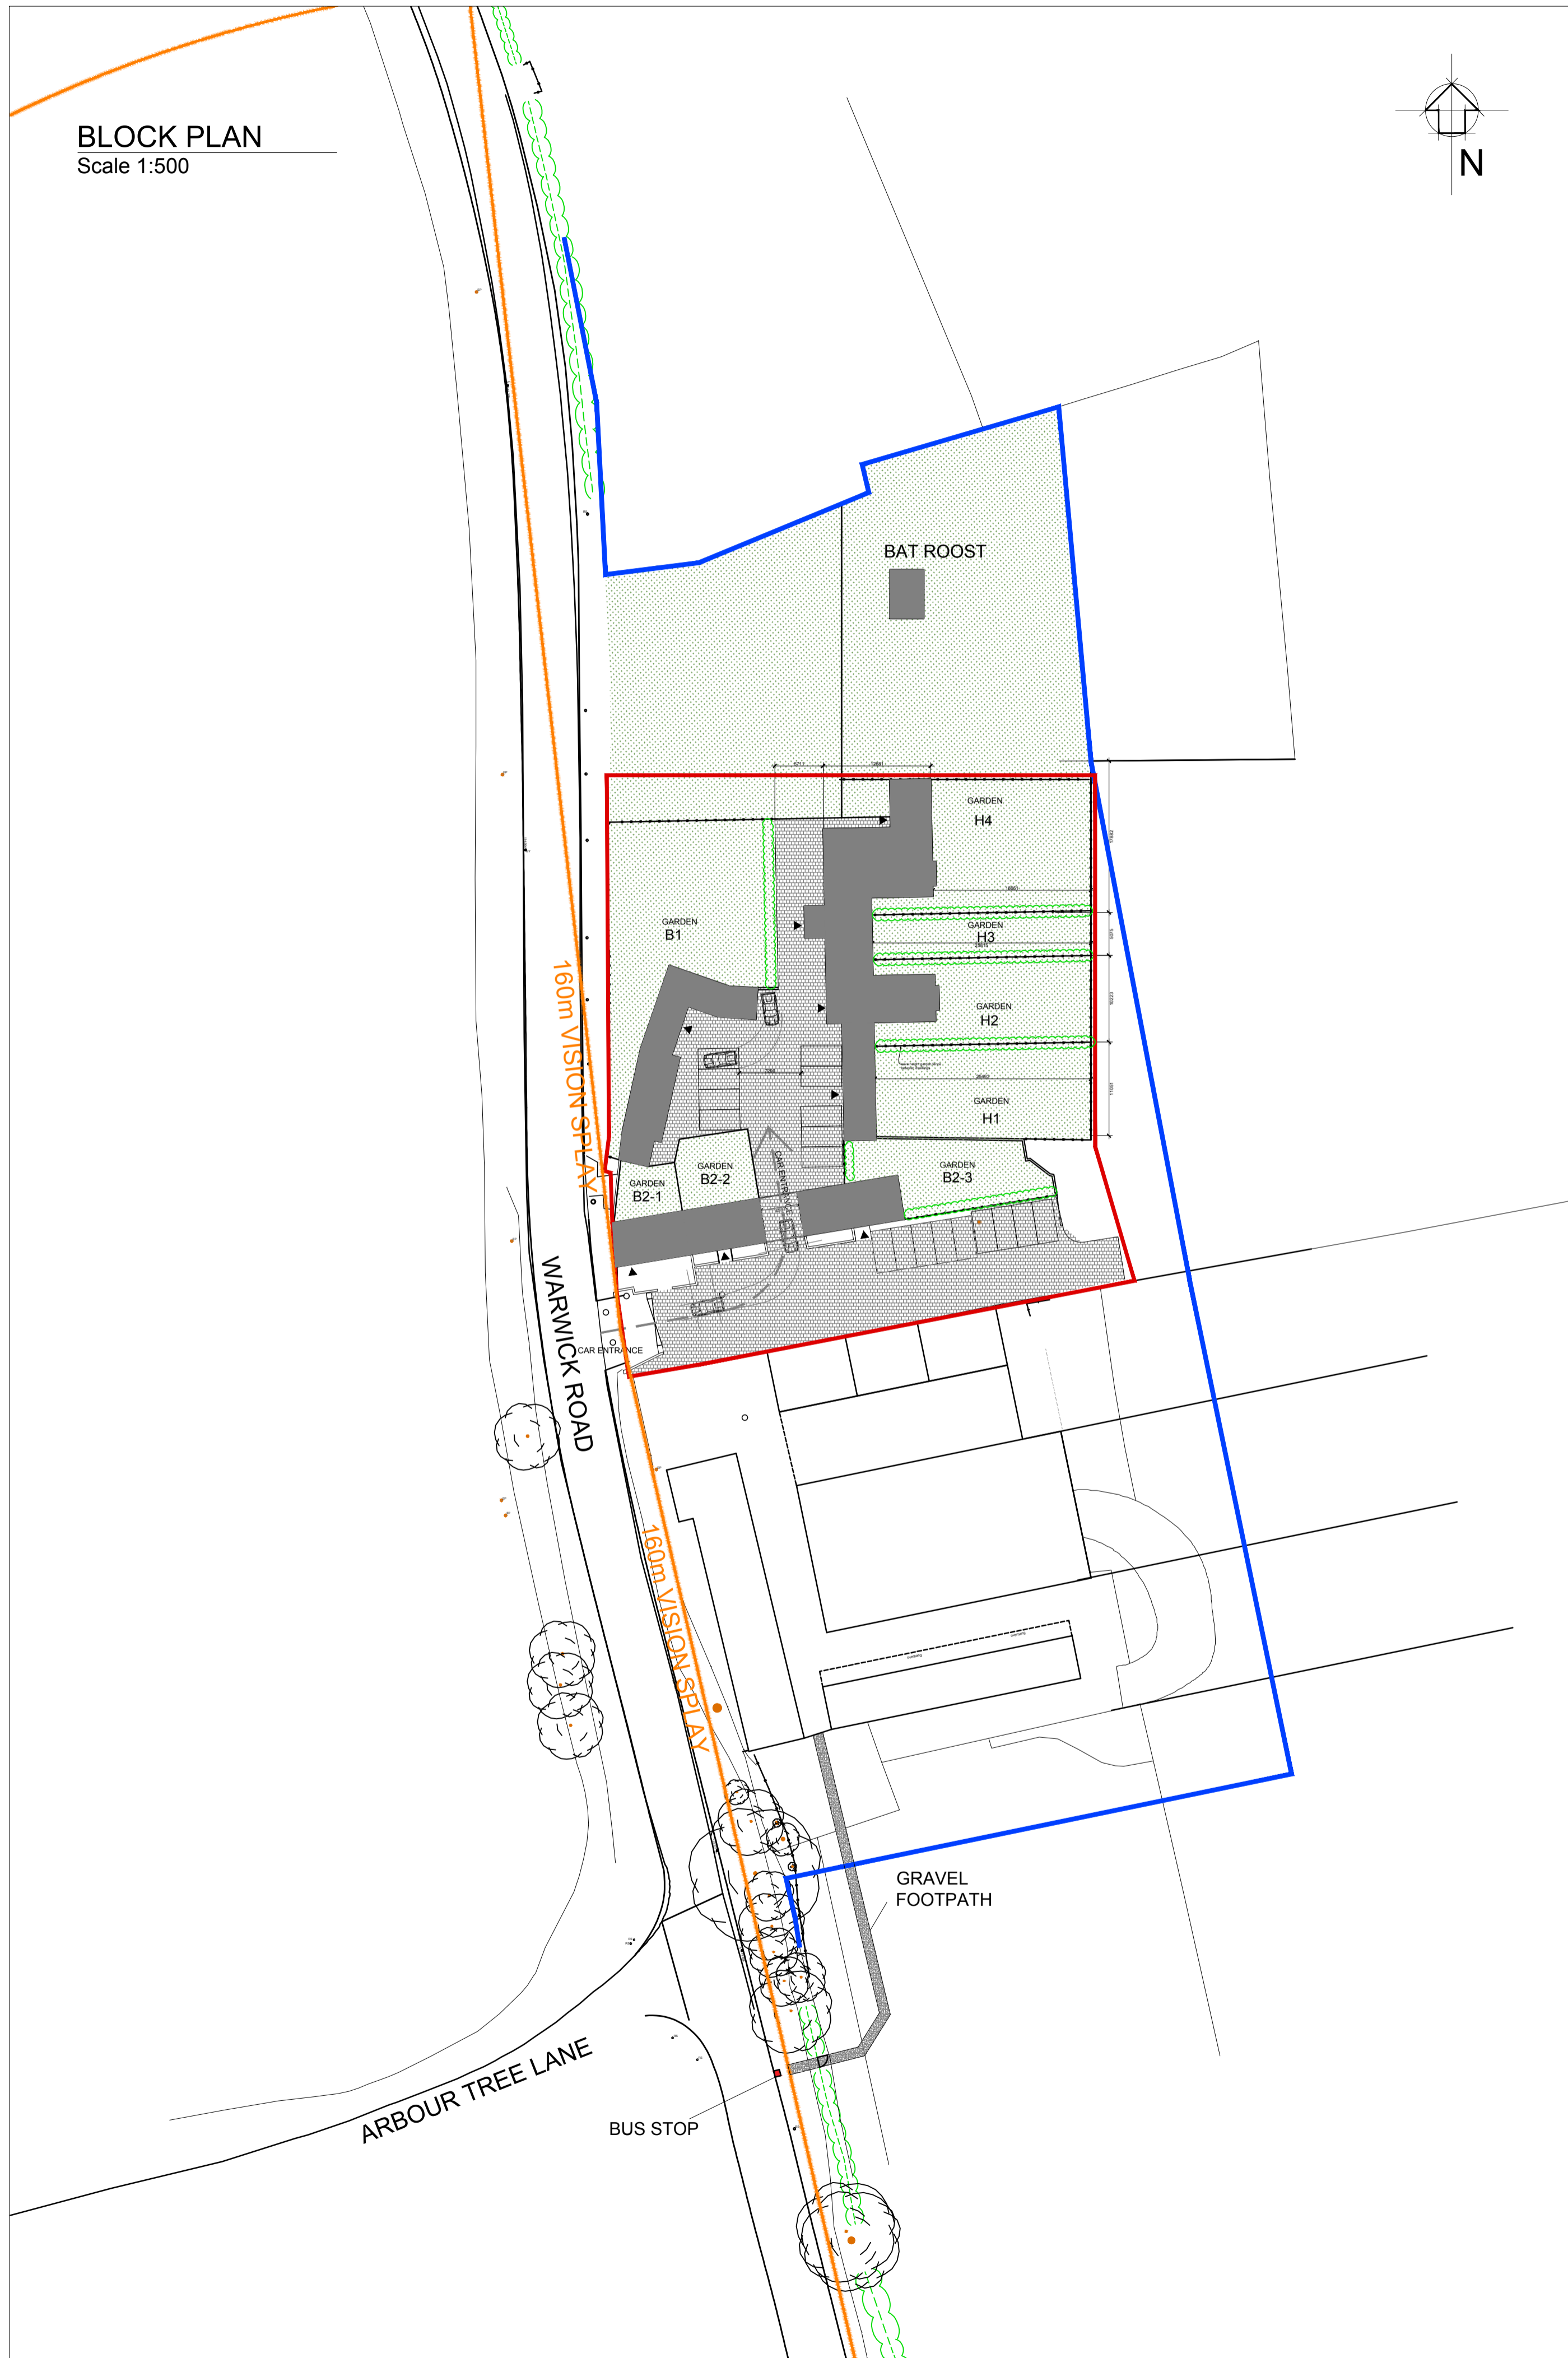 BLOCK PLAN
Scale 1:500
N
BAT ROOST
GARDEN
H4
GARDEN
B1
GARDEN
H3
GARDEN
H2
GARDEN
H1
160m VISION SPLAY
CAR ENTRANCE
GARDEN
B2-1
GARDEN
B2-2
GARDEN
B2-3
WARWICK ROAD
CAR ENTRANCE
160m VISION SPLAY
GRAVEL
FOOTPATH
ARBOUR TREE LANE
BUS STOP